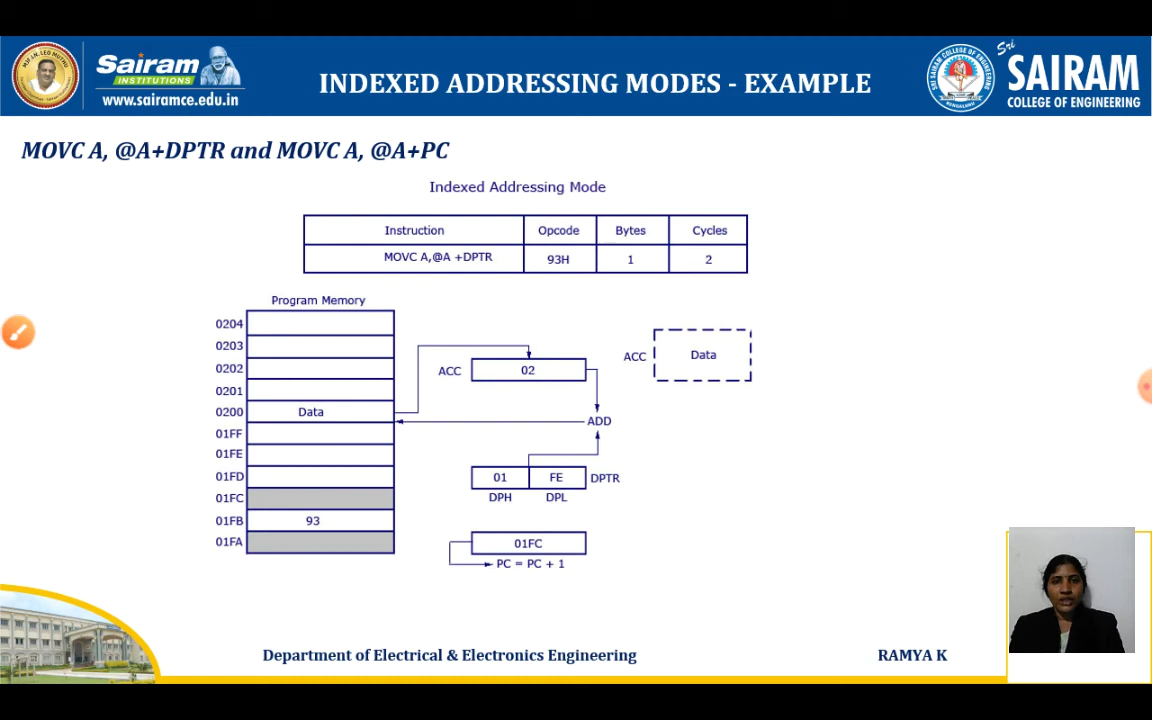 Sairam
INSTITUTIONS
www.sairamce.edu.in
INDEXED ADDRESSING MODES - EXAMPLE
Sri
SAIRAM
COLLEGE OF ENGINEERING
MOVC A, @A+DPTR and MOVC A, @A+PC
Indexed Addressing Mode
Instruction Opcode Bytes Cycles
MOVC A,@A +DPTR 93H 1 2
Program Memory
0204
0203
0202
0201
0200 Data
01FF
01FE
01FD
01FC
01FB 93
01FA
ACC 02
ADD
01 FE DPTR
DPH DPL
01FC
PC = PC + 1
ACC Data
Department of Electrical & Electronics Engineering
RAMYA K